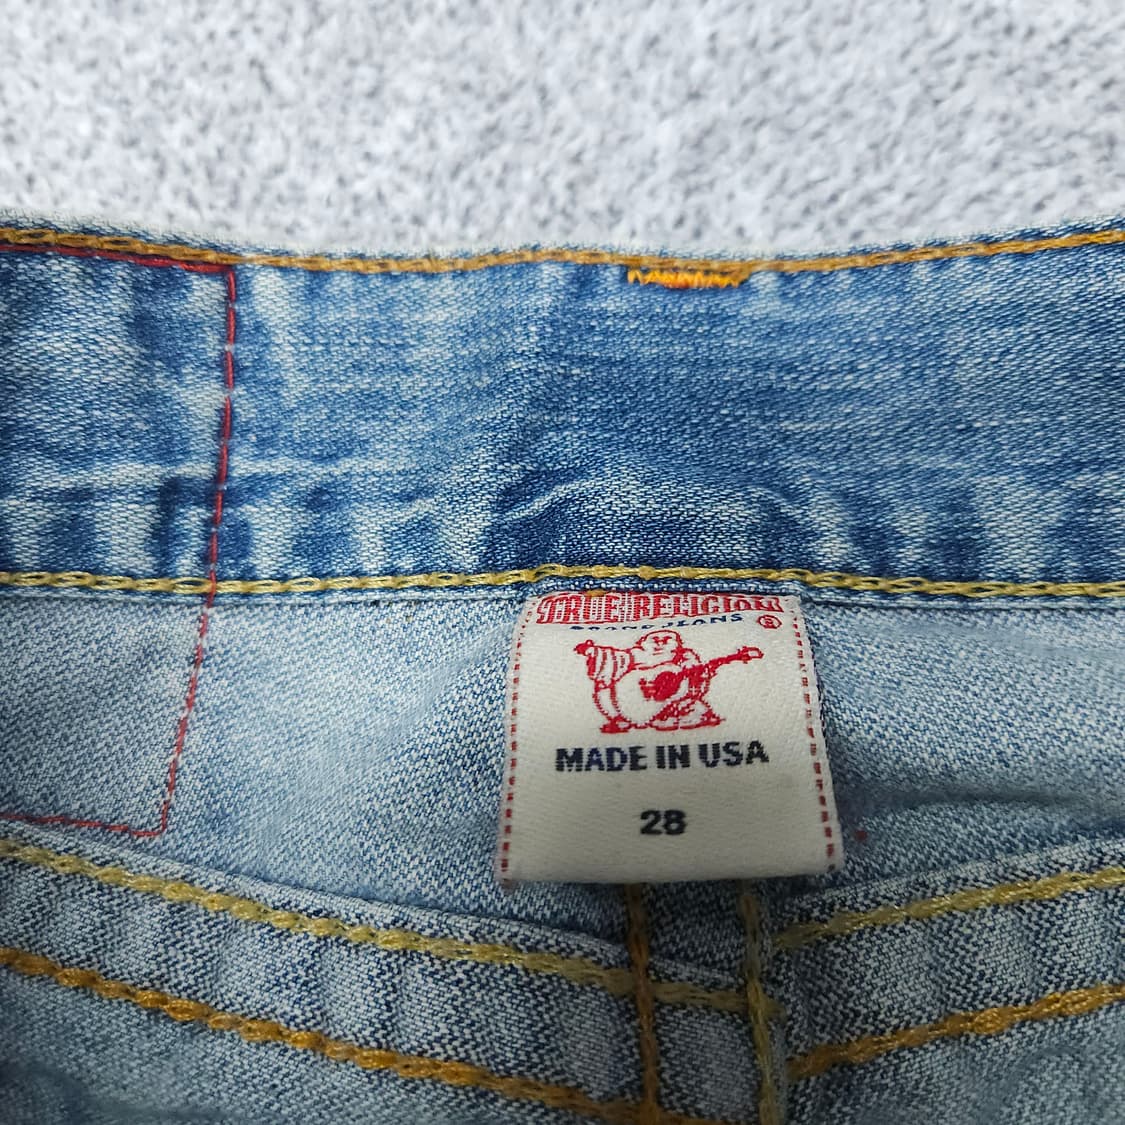 TRUE RELIGION
BRAND JEANS ®
MADE IN USA
28